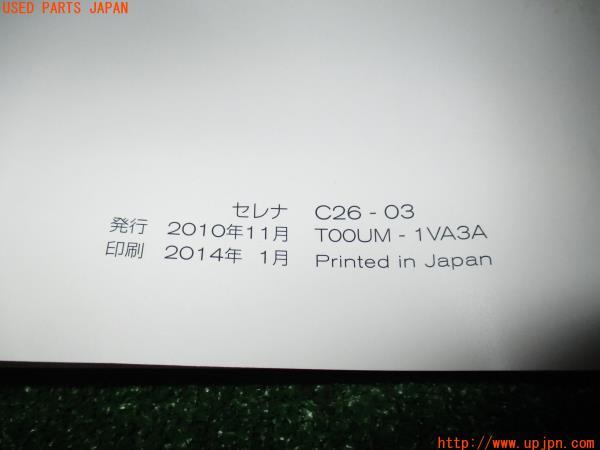 USED PARTS JAPAN
セレナ C26 - 03
発行 2010年11月 T00UM - 1VA3A
印刷 2014年 1月 Printed in Japan
http://www.upjpn.com